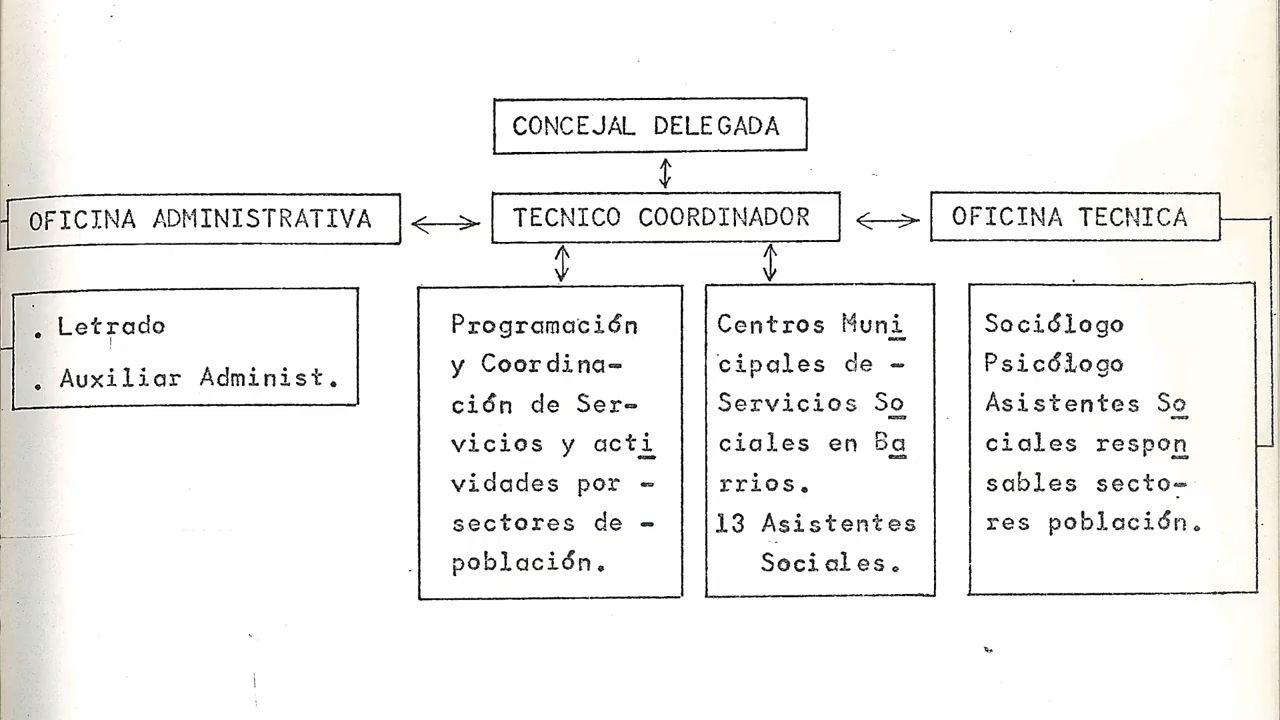 CONCEJAL DELEGADA
OFICINA ADMINISTRATIVA
TECNICO COORDINADOR
OFICINA TECNICA
. Letrado
. Auxiliar Administ.
Programación
y Coordina-
ción de Ser-
vicios y acti
vidades por -
sectores de -
población.
Centros Muni
cipales de -
Servicios So
ciales en Ba
rrios.
13 Asistentes
Sociales.
Sociólogo
Psicólogo
Asistentes So
ciales respon
sables secto-
res población.